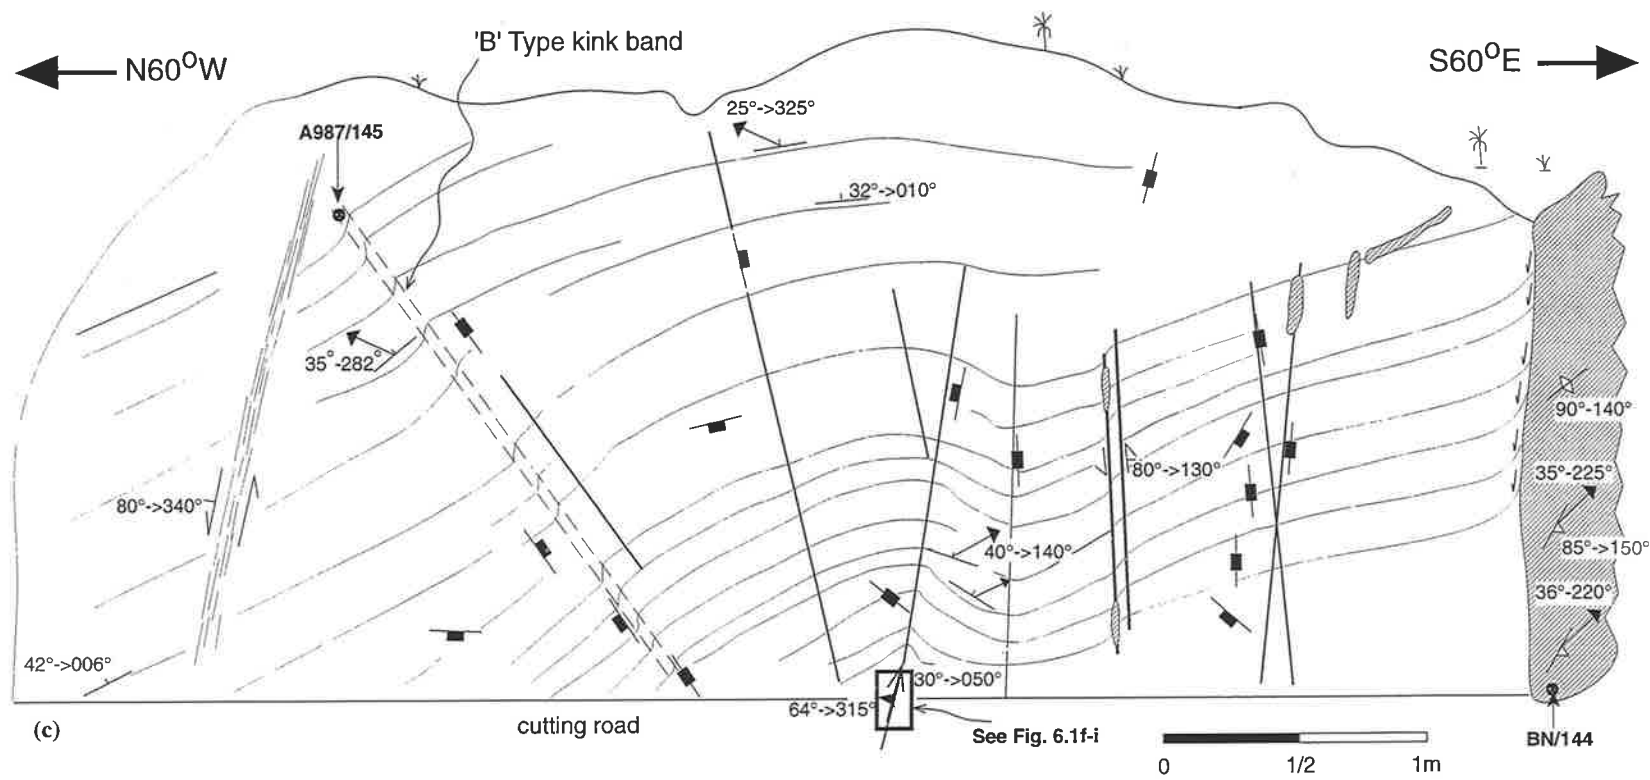 N60°W
'B' Type kink band
S60°E
A987/145
25°->325°
32°->010°
35°-282°
90°-140°
80°->130°
35°-225°
80°->340°
40°->140°
85°->150°
36°-220°
42°->006°
30°->050°
64°->315°
(c)
cutting road
See Fig. 6.1f-i
BN/144
0 1/2 1m